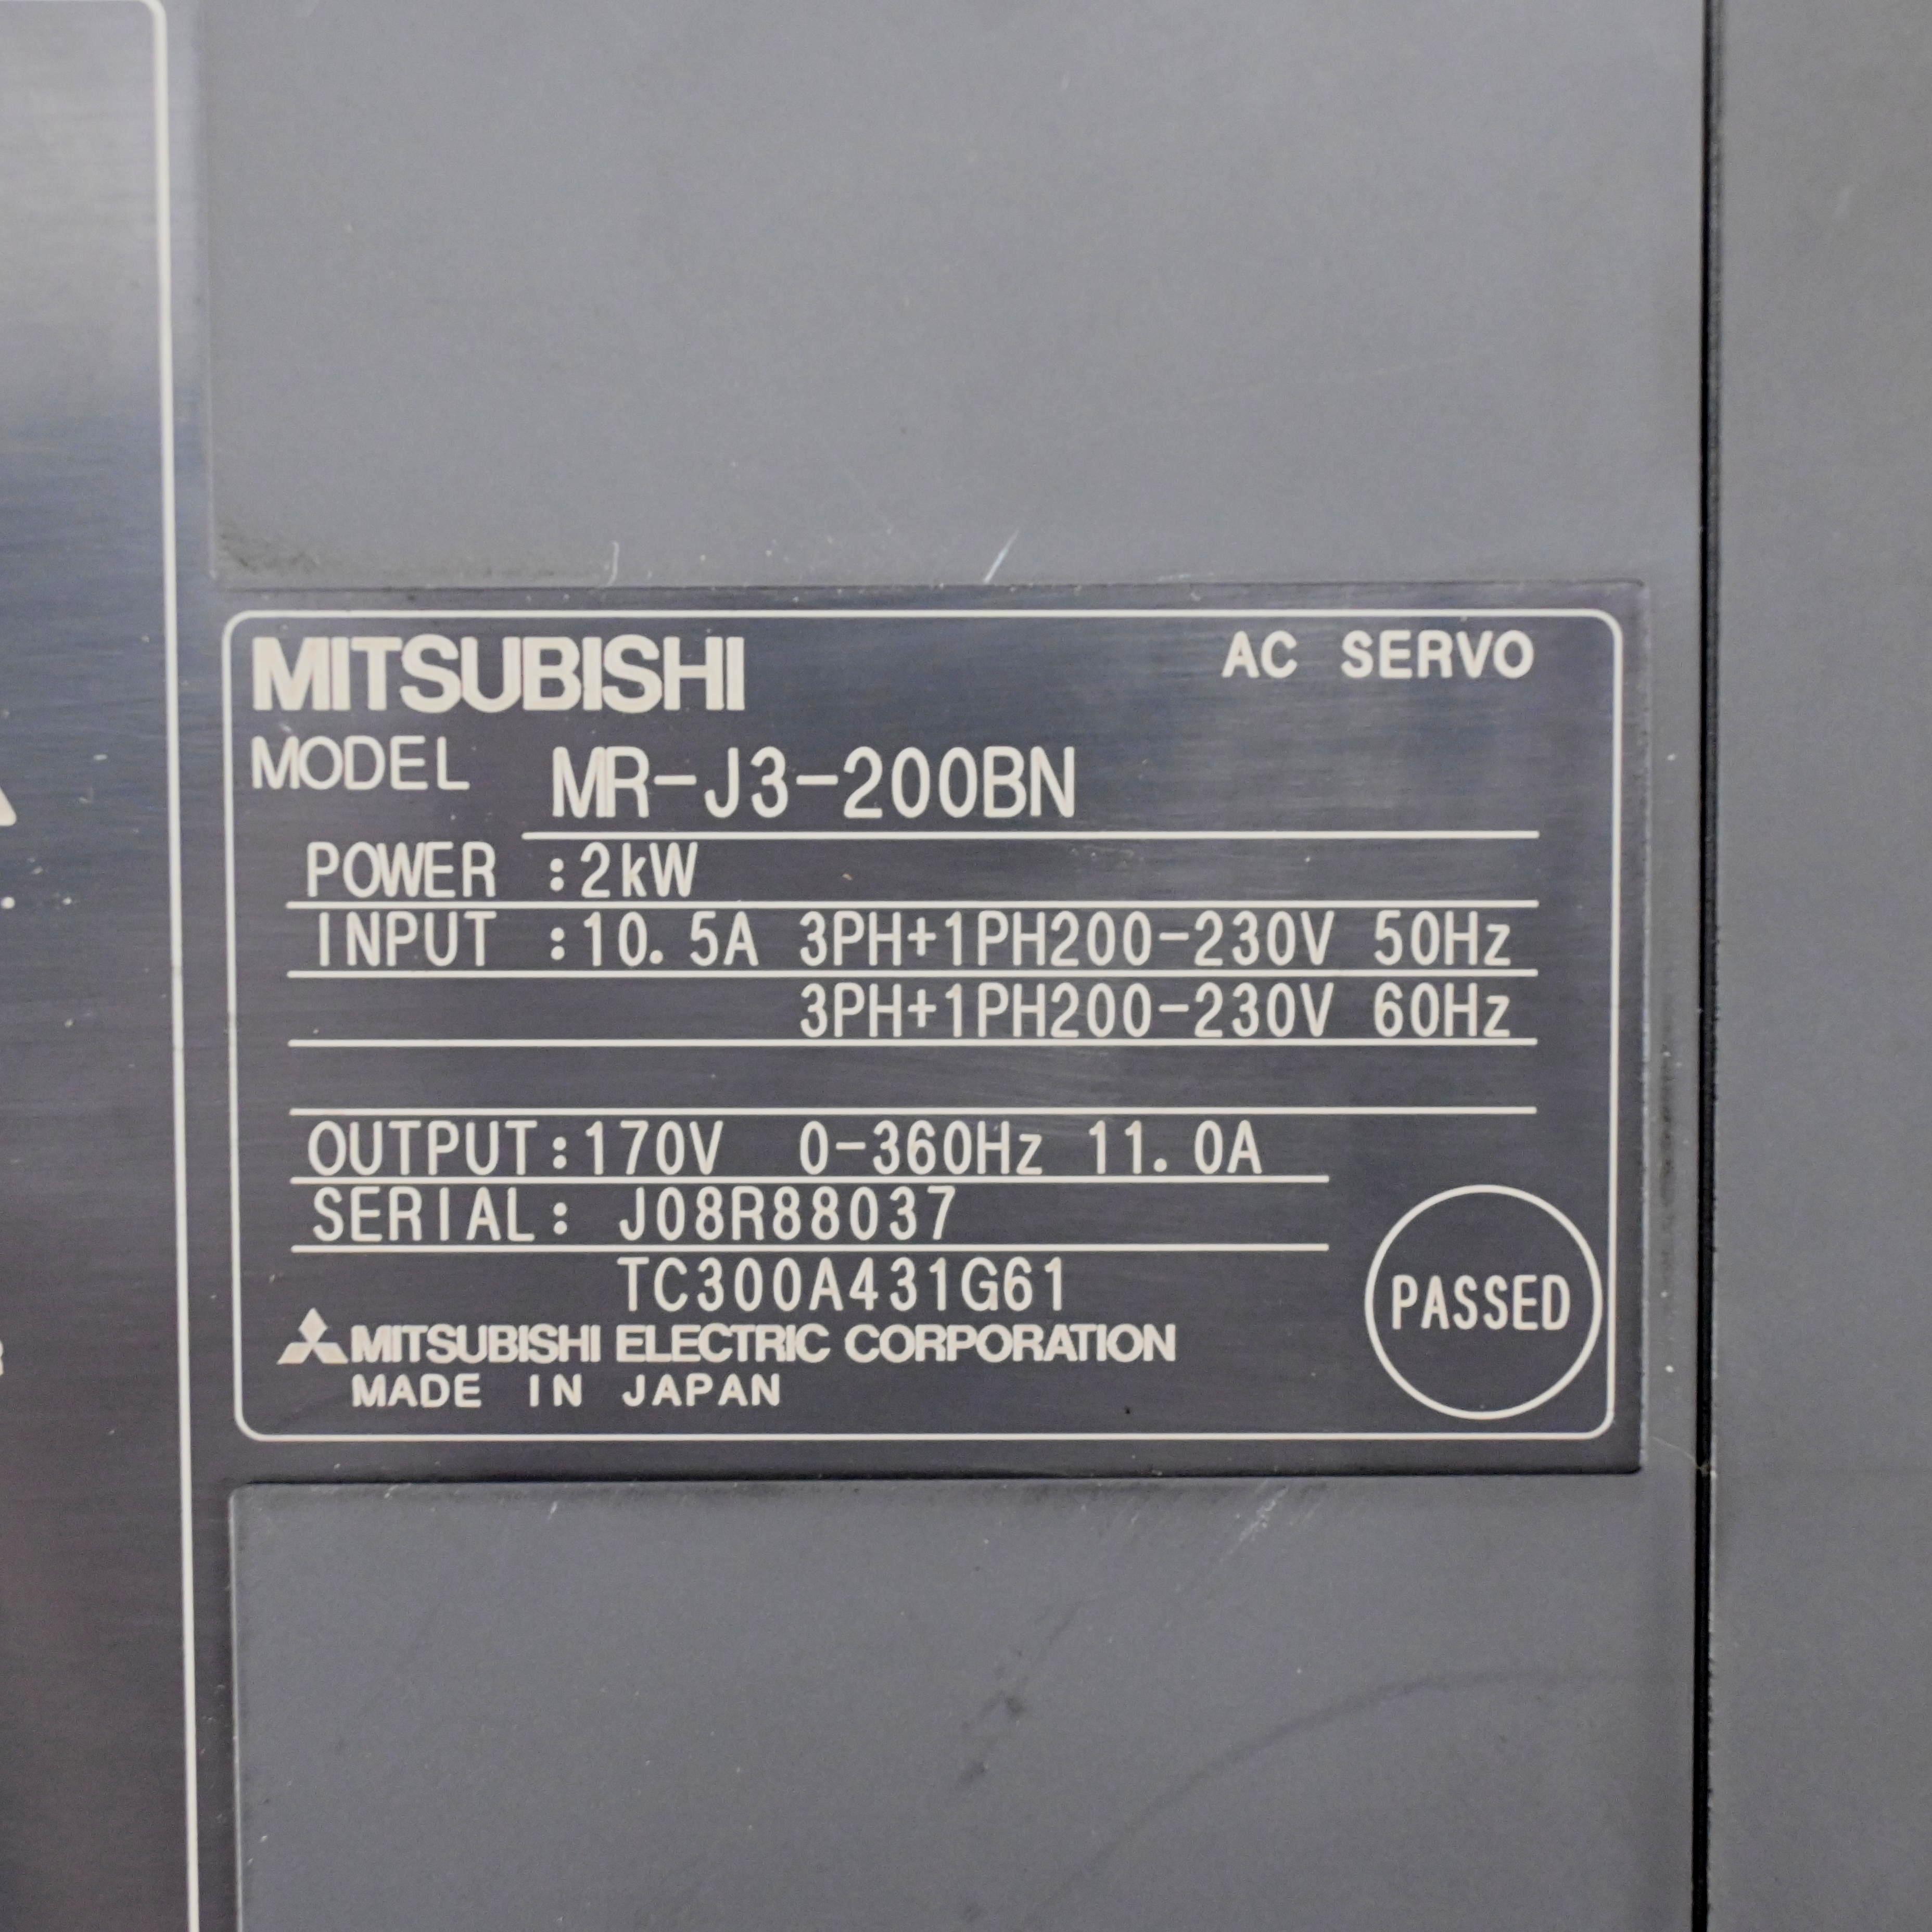 MITSUBISHI AC SERVO
MODEL MR-J3-200BN
POWER :2kW
INPUT :10.5A 3PH+1PH200-230V 50Hz
3PH+1PH200-230V 60Hz
OUTPUT:170V 0-360Hz 11.0A
SERIAL: J08R88037
TC300A431G61
PASSED
MITSUBISHI ELECTRIC CORPORATION
MADE IN JAPAN